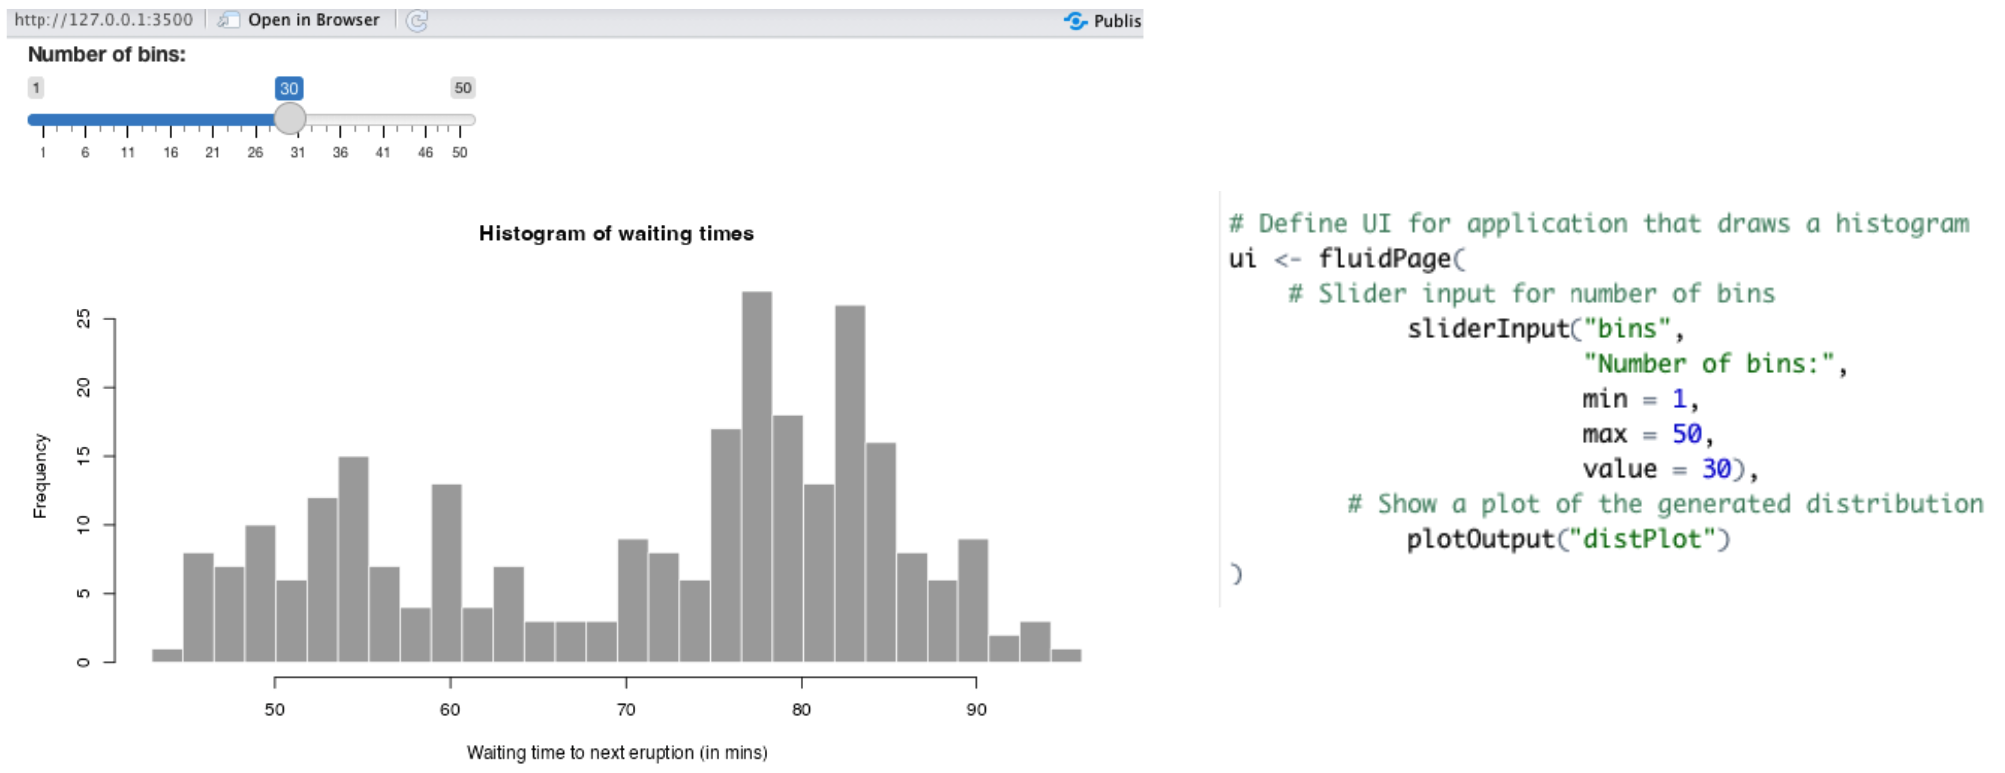 http://127.0.0.1:3500 Open in Browser Publis
Number of bins:
1 30 50
1 6 11 16 21 26 31 36 41 46 50
Histogram of waiting times
Frequency
25
20
15
10
5
0
50 60 70 80 90
Waiting time to next eruption (in mins)
# Define UI for application that draws a histogram
ui <- fluidPage(
# Slider input for number of bins
sliderInput("bins",
"Number of bins:",
min = 1,
max = 50,
value = 30),
# Show a plot of the generated distribution
plotOutput("distPlot")
)